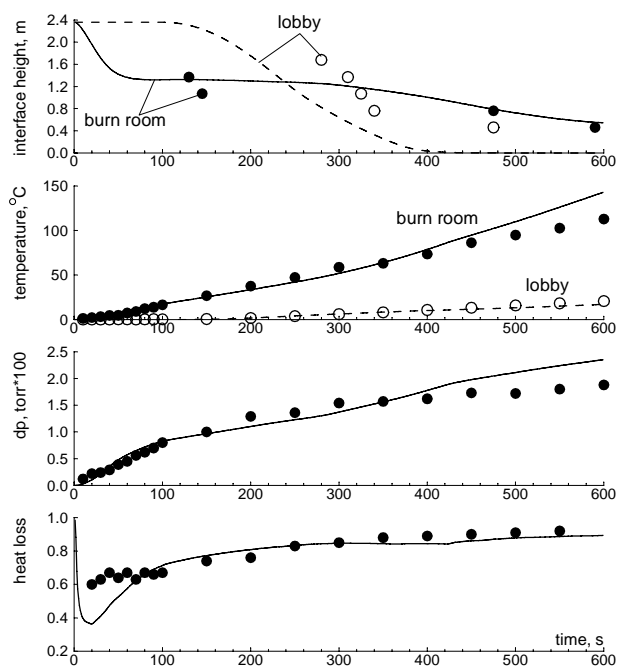 2.4
2.0
1.6
1.2
0.8
0.4
0.0
interface height, m
lobby
burn room
0 100 200 300 400 500 600
150
100
50
0
temperature, °C
burn room
lobby
0 100 200 300 400 500 600
2.5
2.0
1.5
1.0
0.5
0.0
dp, torr*100
0 100 200 300 400 500 600
1.0
0.8
0.6
0.4
0.2
heat loss
time, s
0 100 200 300 400 500 600